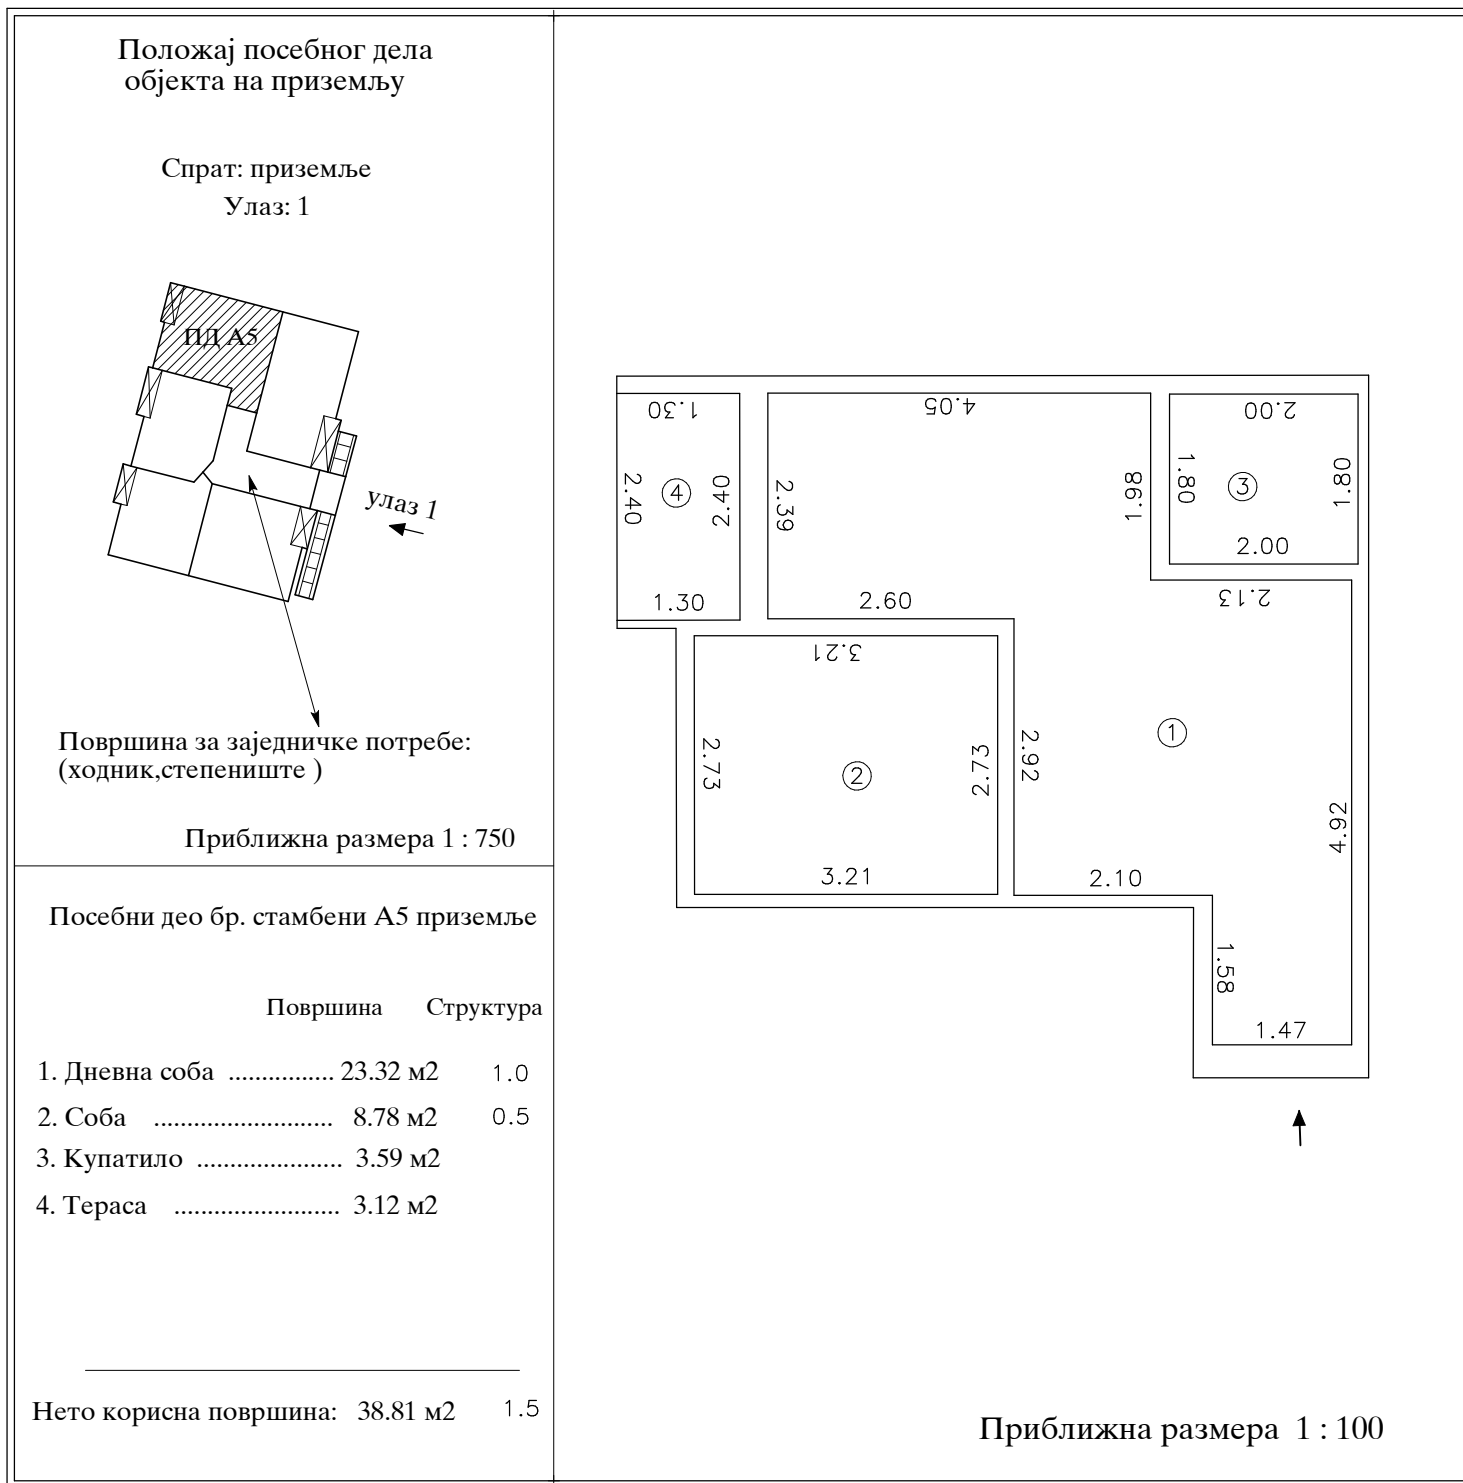 Положај посебног дела
објекта на приземљу
Спрат: приземље
Улаз: 1
ПД А5
улаз 1
Површина за заједничке потребе:
(ходник,степениште )
Приближна размера 1 : 750
Посебни део бр. стамбени А5 приземље
Површина Структура
1. Дневна соба ................ 23.32 м2 1.0
2. Соба ........................... 8.78 м2 0.5
3. Купатило ...................... 3.59 м2
4. Тераса ......................... 3.12 м2
Нето корисна површина: 38.81 м2 1.5
1.30
2.40
4
2.40
1.30
4.05
2.39
1.98
2.60
2.00
1.80
3
1.80
2.00
2.13
3.21
2.73
2
2.73
3.21
2.92
1
4.92
2.10
1.58
1.47
Приближна размера 1 : 100